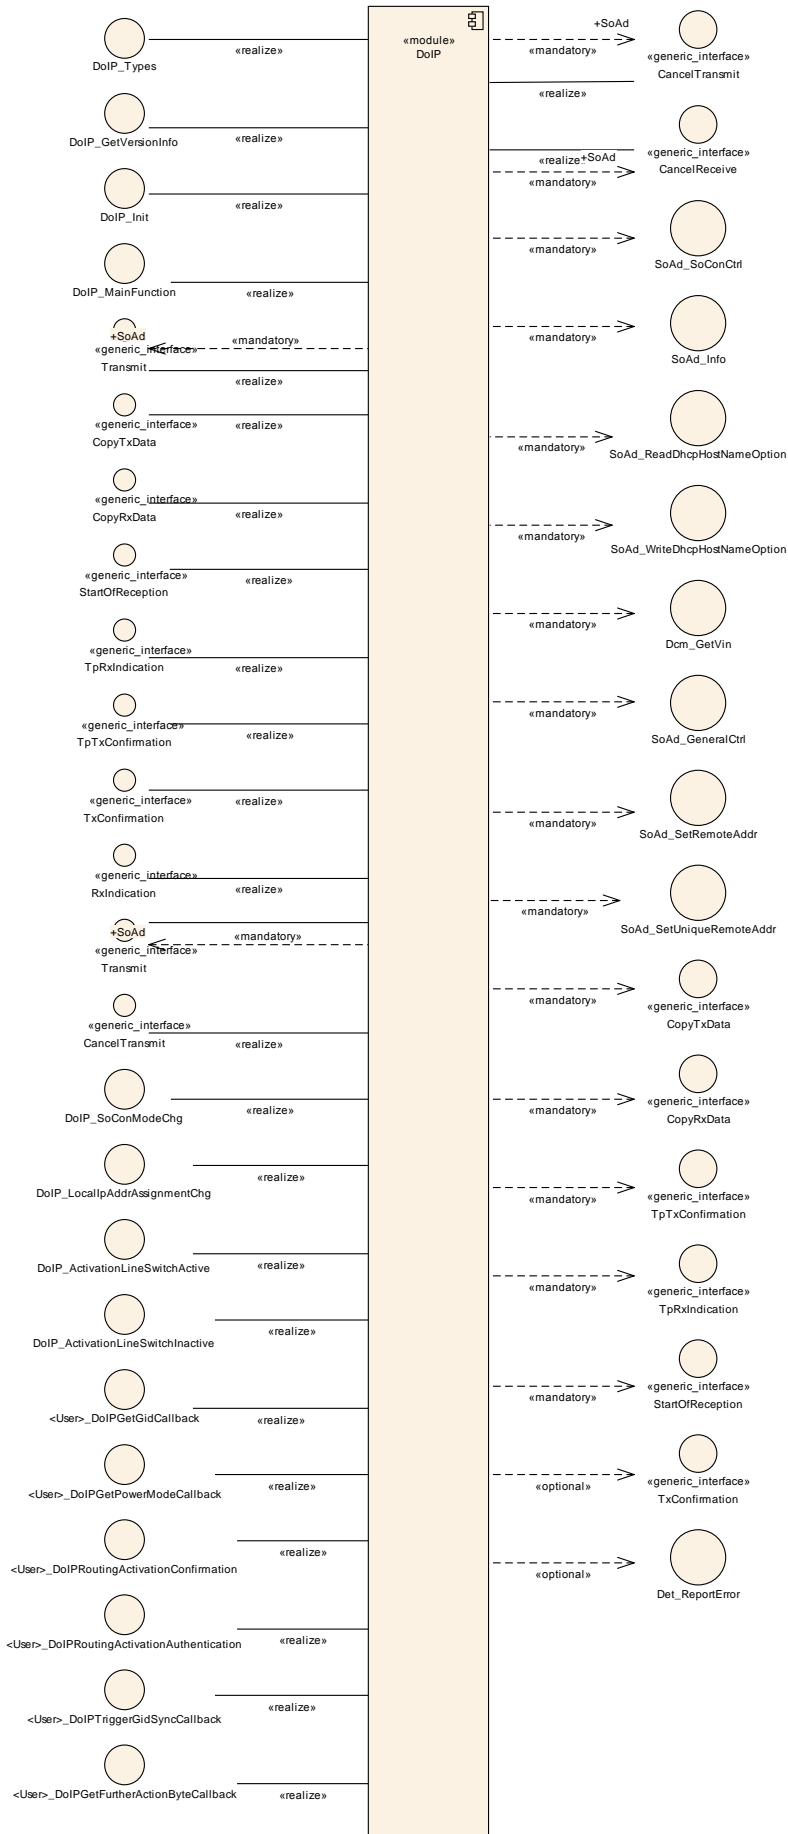 DoIP_Types
«realize»
DoIP_GetVersionInfo
«realize»
DoIP_Init
«realize»
DoIP_MainFunction
«realize»
+SoAd
«mandatory»
«generic_interface»
Transmit
«realize»
«generic_interface»
CopyTxData
«realize»
«generic_interface»
CopyRxData
«realize»
«generic_interface»
StartOfReception
«realize»
«generic_interface»
TpRxIndication
«realize»
«generic_interface»
TpTxConfirmation
«realize»
«generic_interface»
TxConfirmation
«realize»
«generic_interface»
RxIndication
«realize»
+SoAd
«mandatory»
«generic_interface»
Transmit
«generic_interface»
CancelTransmit
«realize»
DoIP_SoConModeChg
«realize»
DoIP_LocalIpAddrAssignmentChg
«realize»
DoIP_ActivationLineSwitchActive
«realize»
DoIP_ActivationLineSwitchInactive
«realize»
<User>_DoIPGetGidCallback
«realize»
<User>_DoIPGetPowerModeCallback
«realize»
<User>_DoIPRoutingActivationConfirmation
«realize»
<User>_DoIPRoutingActivationAuthentication
«realize»
<User>_DoIPTriggerGidSyncCallback
«realize»
<User>_DoIPGetFurtherActionByteCallback
«realize»
«module»
DoIP
+SoAd
«mandatory»
«generic_interface»
CancelTransmit
«realize»
«realize»
+SoAd
«generic_interface»
CancelReceive
«mandatory»
SoAd_SoConCtrl
«mandatory»
SoAd_Info
«mandatory»
SoAd_ReadDhcpHostNameOption
«mandatory»
SoAd_WriteDhcpHostNameOption
«mandatory»
Dcm_GetVin
«mandatory»
SoAd_GeneralCtrl
«mandatory»
SoAd_SetRemoteAddr
«mandatory»
SoAd_SetUniqueRemoteAddr
«mandatory»
«generic_interface»
CopyTxData
«mandatory»
«generic_interface»
CopyRxData
«mandatory»
«generic_interface»
TpTxConfirmation
«mandatory»
«generic_interface»
TpRxIndication
«mandatory»
«generic_interface»
StartOfReception
«mandatory»
«generic_interface»
TxConfirmation
«optional»
Det_ReportError
«optional»